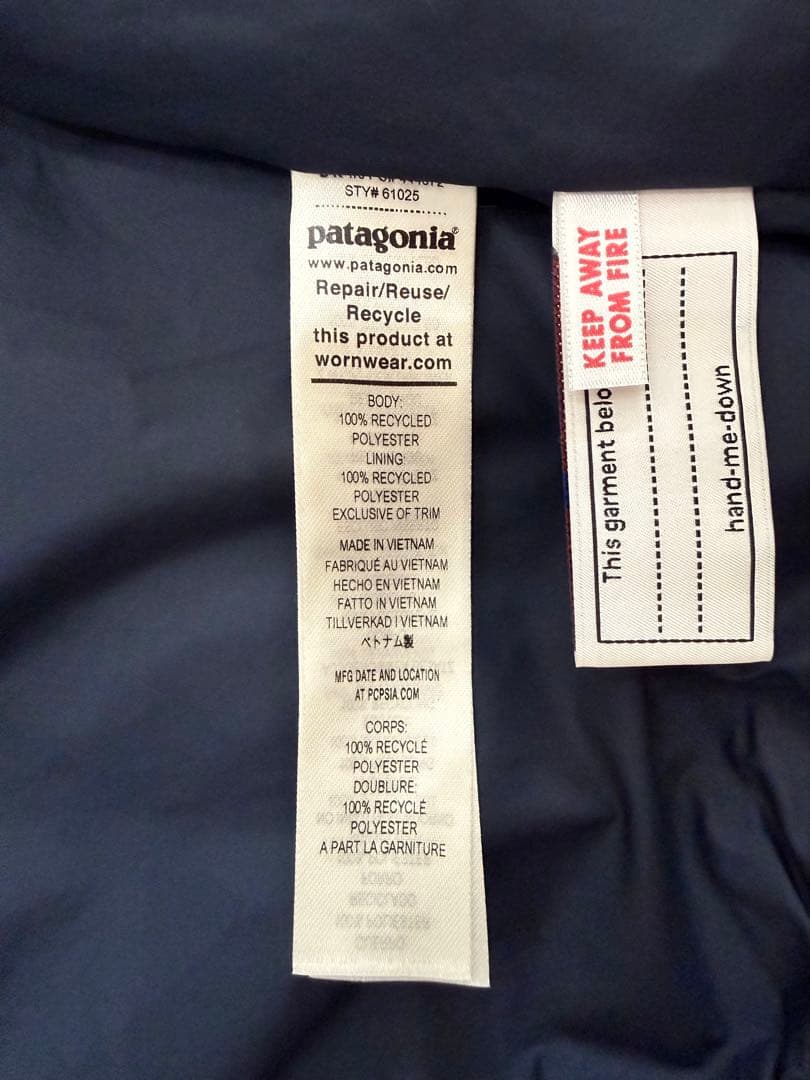 STY# 61025
patagonia®
www.patagonia.com
Repair/Reuse/
Recycle
this product at
wornwear.com
BODY:
100% RECYCLED
POLYESTER
LINING:
100% RECYCLED
POLYESTER
EXCLUSIVE OF TRIM
MADE IN VIETNAM
FABRIQUÉ AU VIETNAM
HECHO EN VIETNAM
FATTO IN VIETNAM
TILLVERKAD I VIETNAM
ベトナム製
MFG DATE AND LOCATION
AT PCPSIA.COM
CORPS:
100% RECYCLÉ
POLYESTER
DOUBLURE:
100% RECYCLÉ
POLYESTER
A PART LA GARNITURE
KEEP AWAY
FROM FIRE
This garment belo
hand-me-down